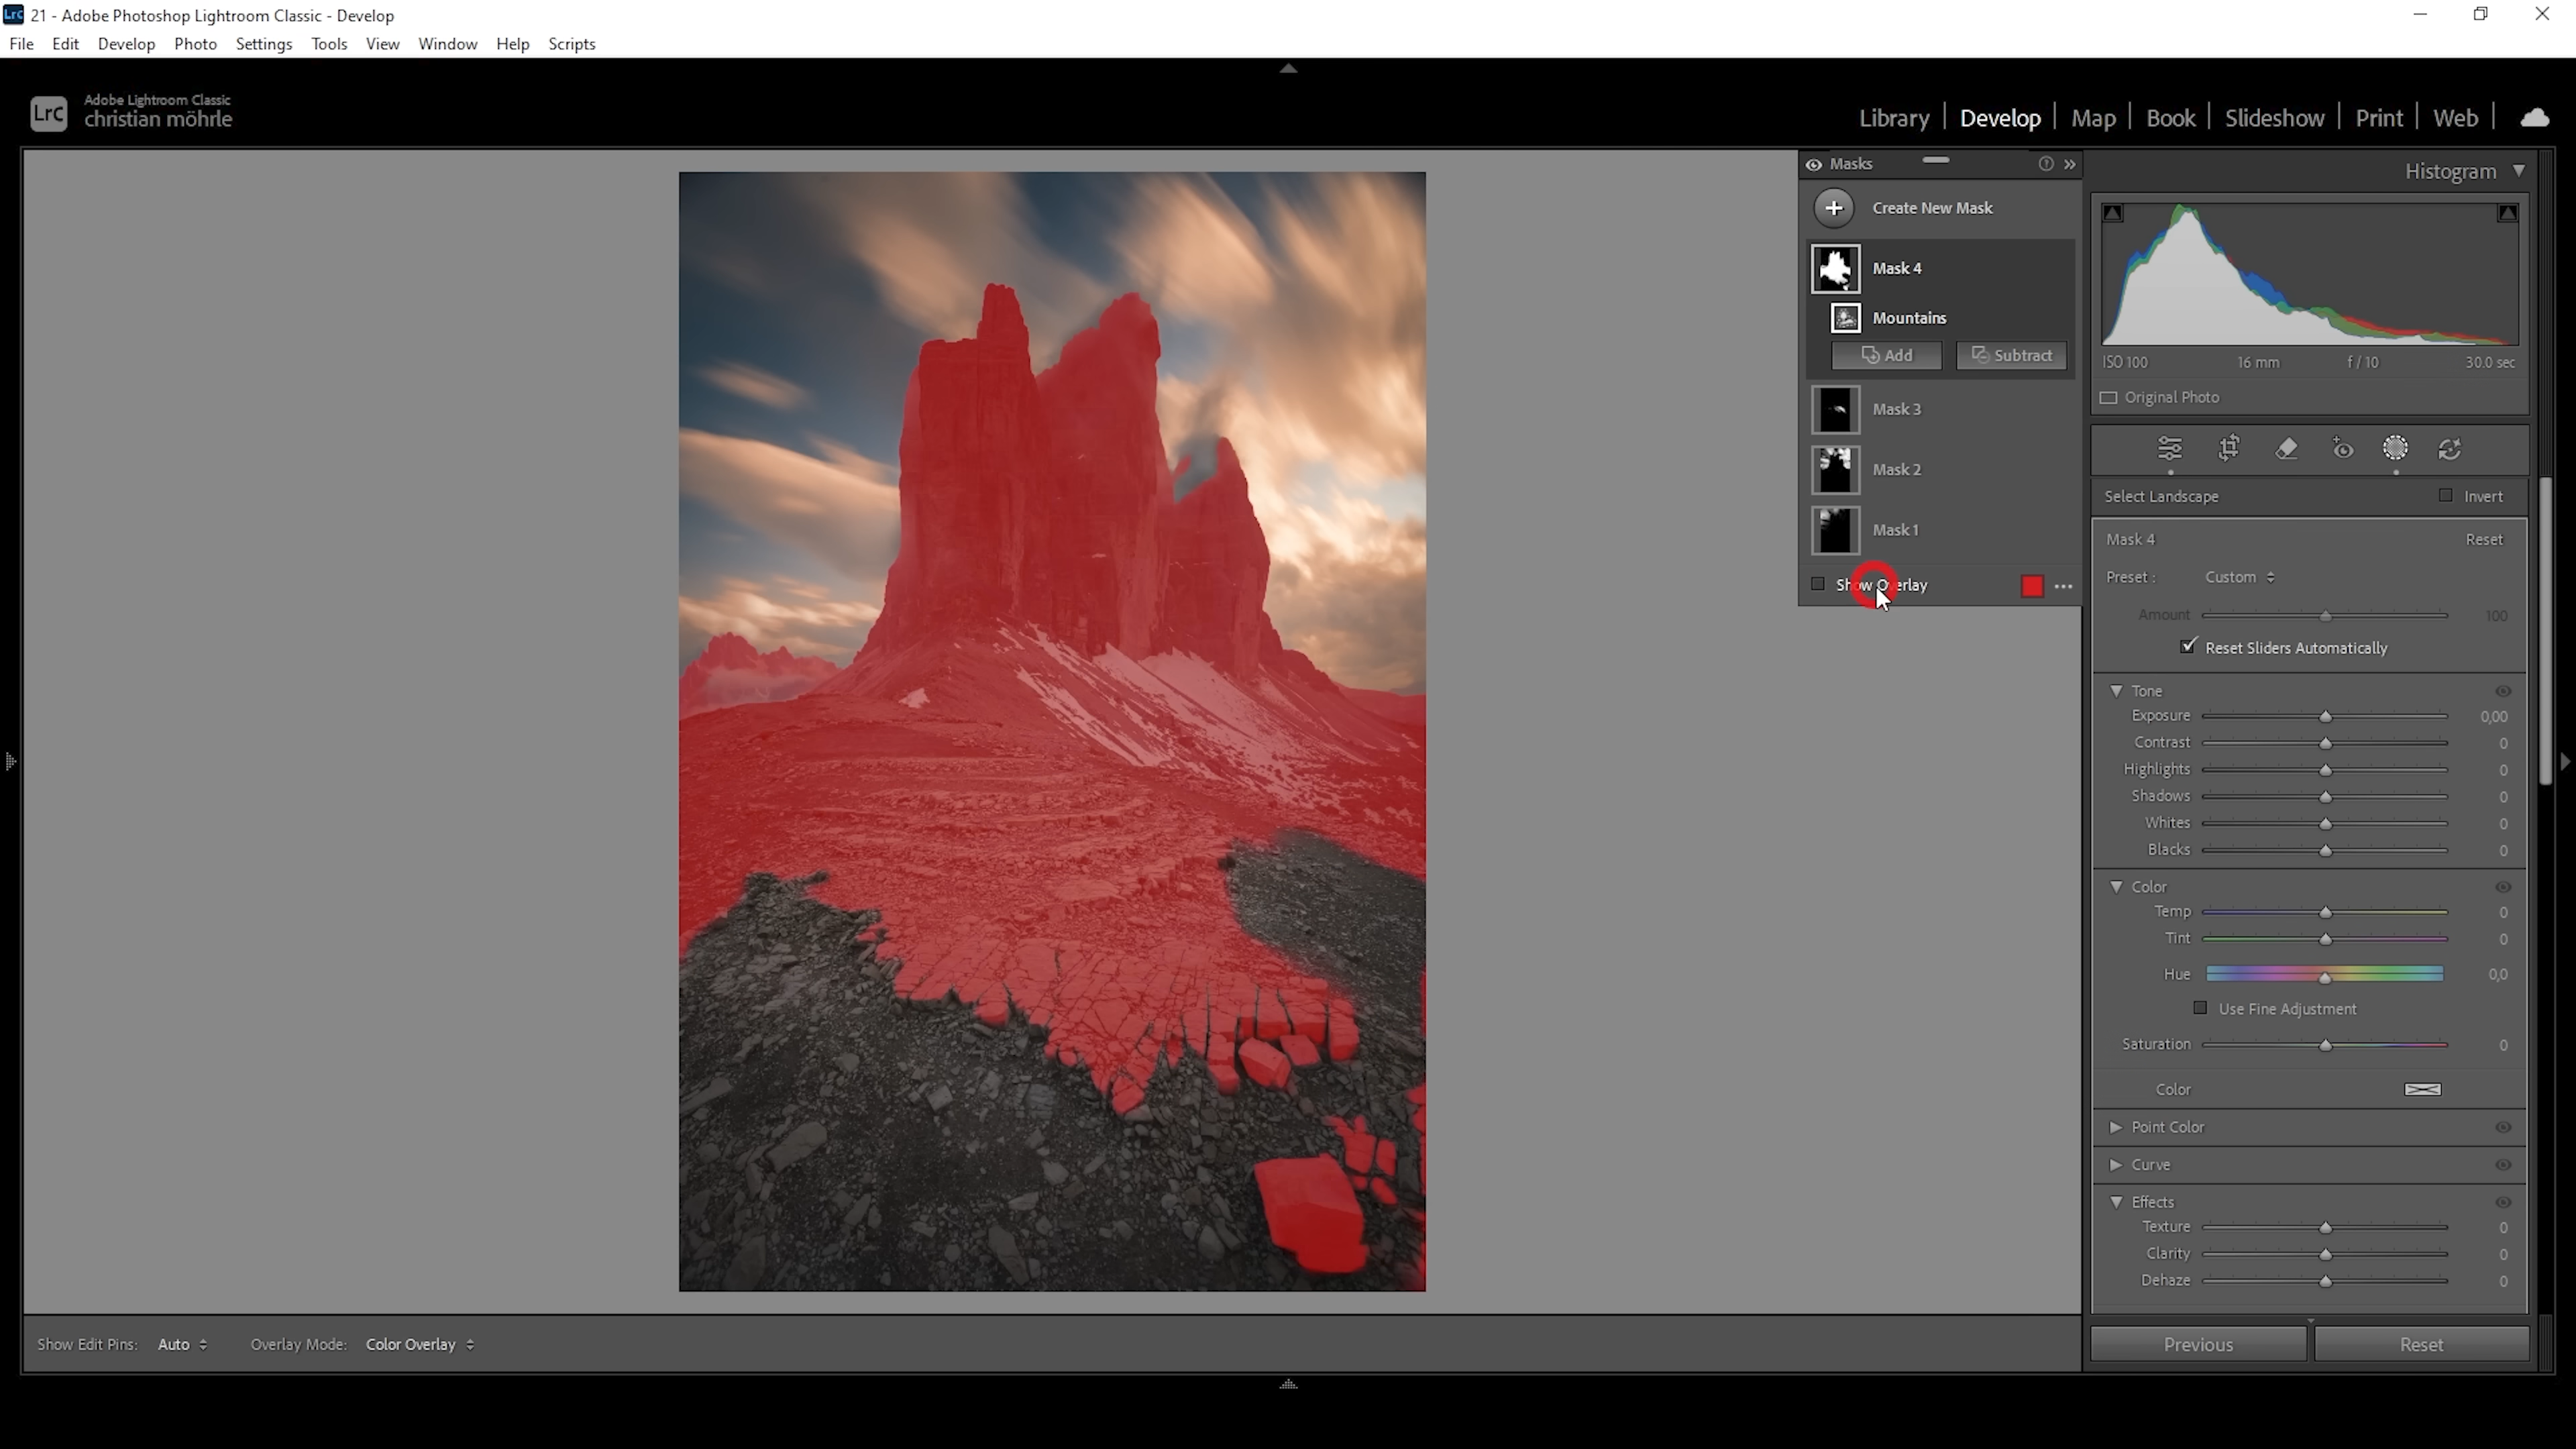 Lrc 21 - Adobe Photoshop Lightroom Classic - Develop
File Edit Develop Photo Settings Tools View Window Help Scripts
Lrc Adobe Lightroom Classic
christian möhrle
Library | Develop | Map | Book | Slideshow | Print | Web |
Masks
Create New Mask
Mask 4
Mountains
Add Subtract
Mask 3
Mask 2
Mask 1
Show Overlay
Histogram
ISO 100 16 mm f / 10 30.0 sec
Original Photo
Select Landscape Invert
Mask 4 Reset
Preset : Custom
Amount 100
Reset Sliders Automatically
Tone
Exposure 0,00
Contrast 0
Highlights 0
Shadows 0
Whites 0
Blacks 0
Color
Temp 0
Tint 0
Hue 0,0
Use Fine Adjustment
Saturation 0
Color
Point Color
Curve
Effects
Texture 0
Clarity 0
Dehaze 0
Show Edit Pins: Auto Overlay Mode: Color Overlay
Previous Reset